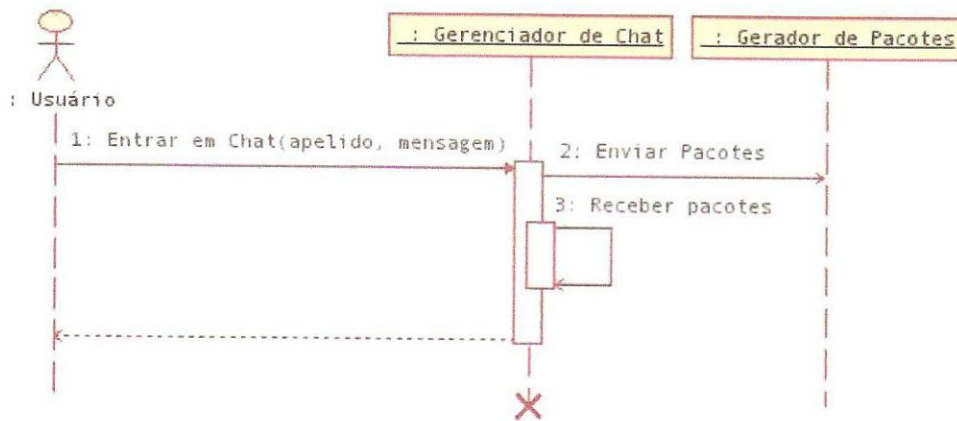 : Gerenciador de Chat
: Gerador de Pacotes
: Usuário
1: Entrar em Chat(apelido, mensagem)
2: Enviar Pacotes
3: Receber pacotes